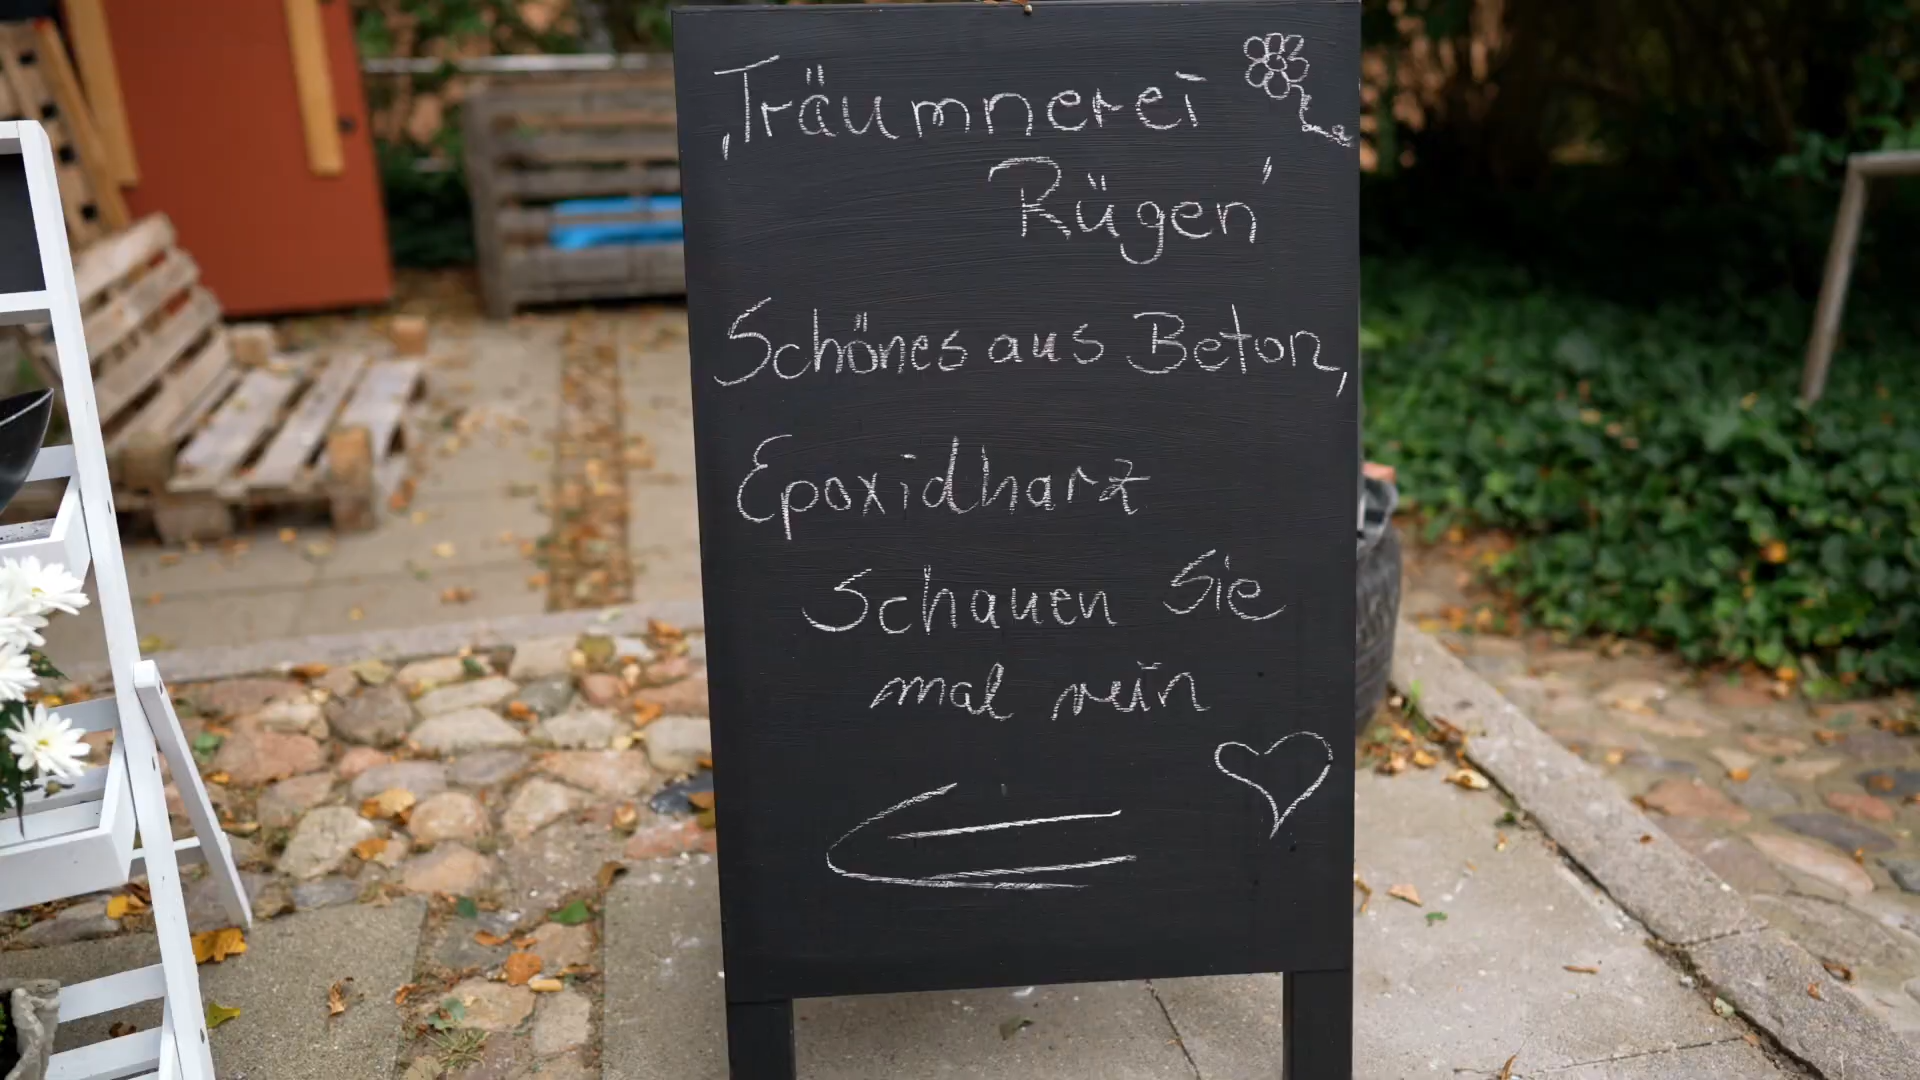 ‚Träumnerei
Rügen‘
Schönes aus Beton,
Epoxidharz
Schauen Sie
mal rein